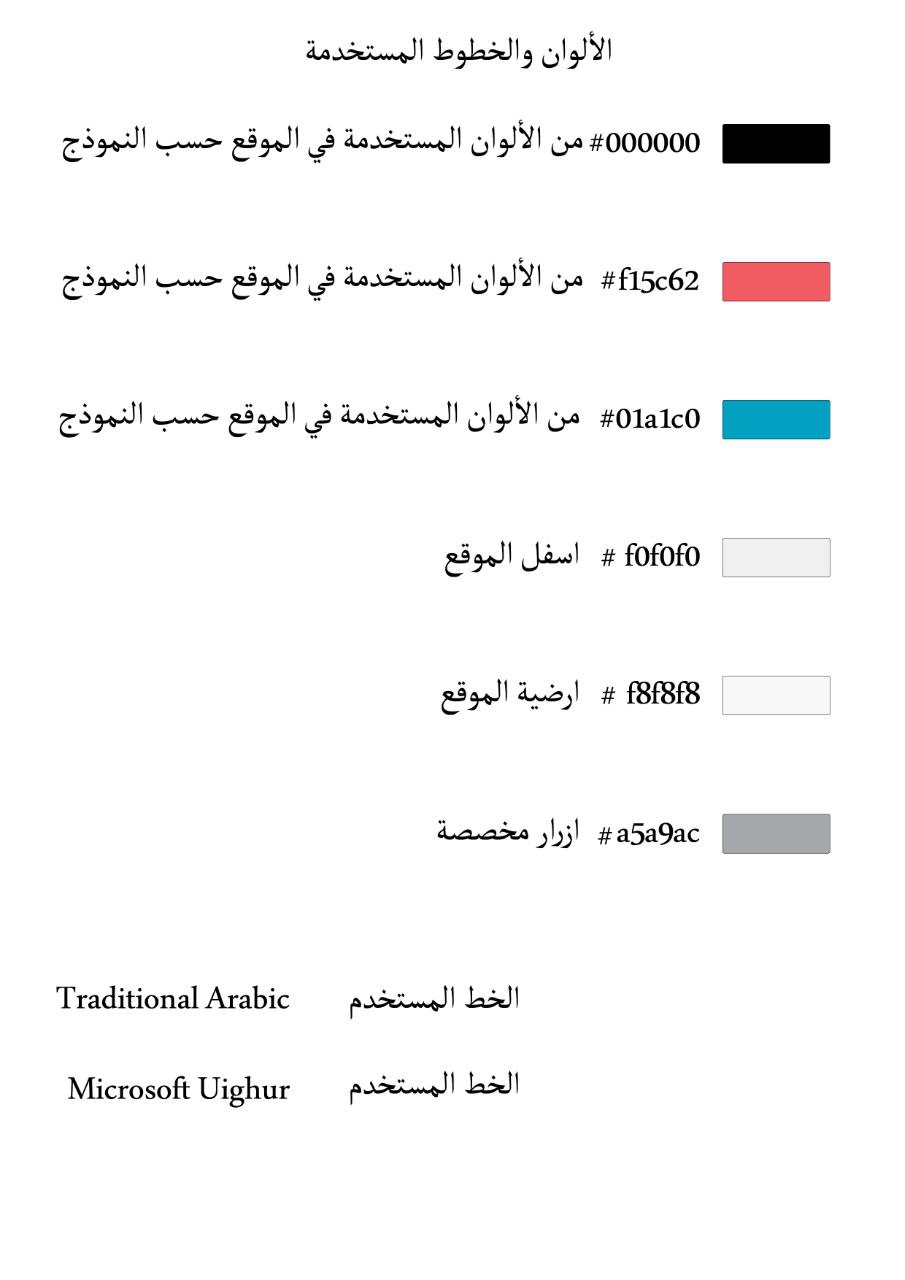 الألوان والخطوط المستخدمة
#000000 من الألوان المستخدمة في الموقع حسب النموذج
#f15c62 من الألوان المستخدمة في الموقع حسب النموذج
#01a1c0 من الألوان المستخدمة في الموقع حسب النموذج
# f0f0f0 اسفل الموقع
# f8f8f8 ارضية الموقع
#a5a9ac ازرار مخصصة
الخط المستخدم Traditional Arabic
الخط المستخدم Microsoft Uighur